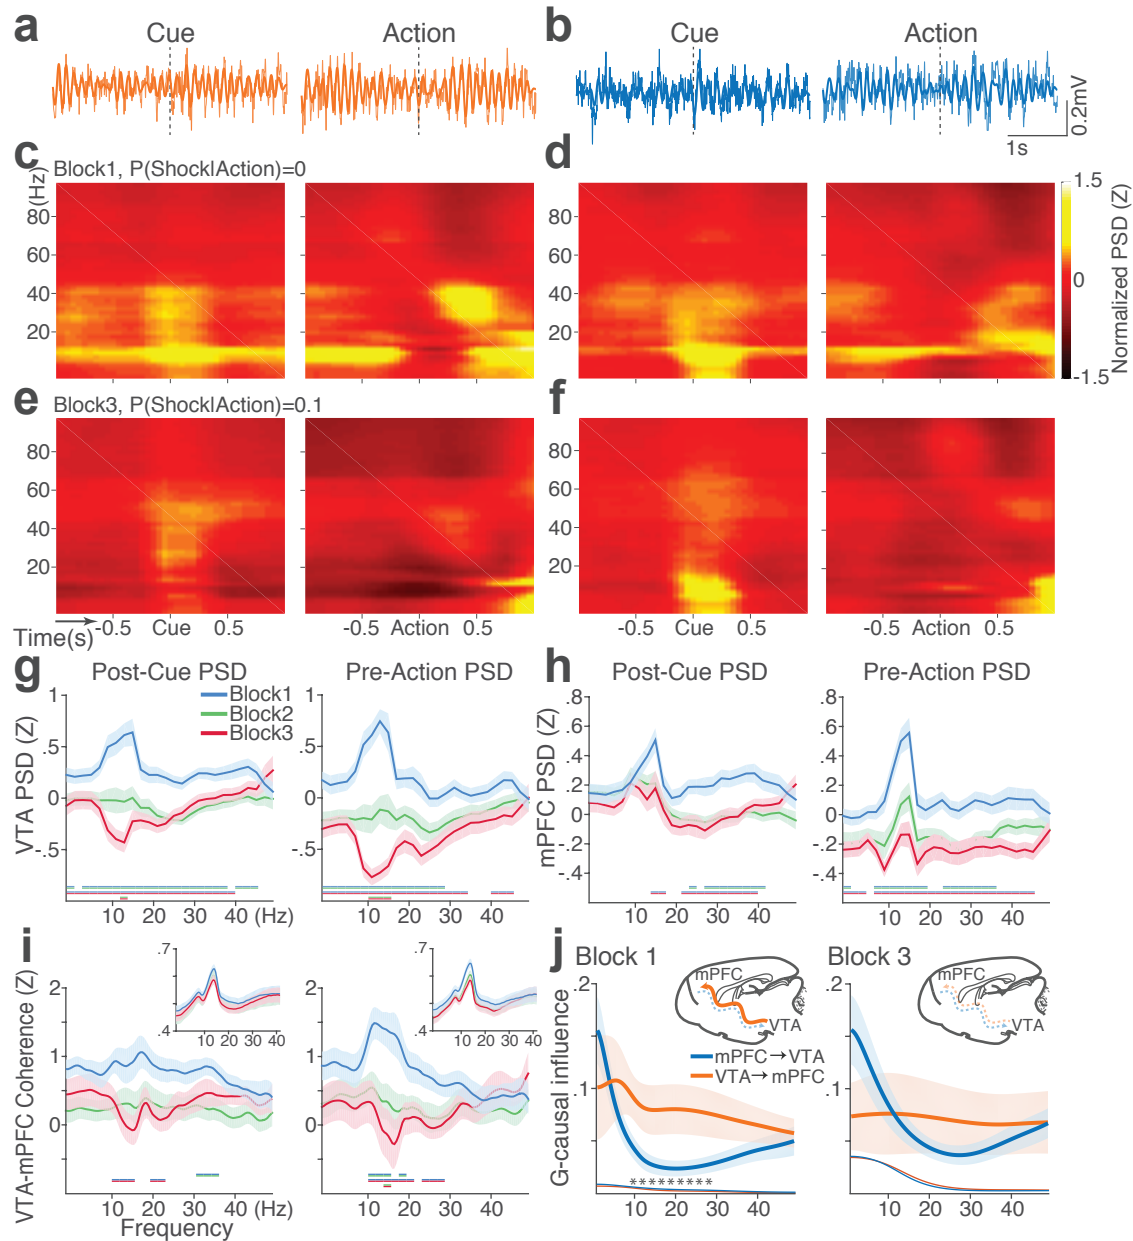 a Cue Action
b Cue Action
0.2mV
1s
c Block1, P(Shock|Action)=0
d
(Hz)
80
60
40
20
1.5
0
-1.5
Normalized PSD (Z)
e Block3, P(Shock|Action)=0.1
f
80
60
40
20
Time(s) -0.5 Cue 0.5 -0.5 Action 0.5
-0.5 Cue 0.5 -0.5 Action 0.5
g Post-Cue PSD Pre-Action PSD
VTA PSD (Z)
1
.5
0
-.5
Block1
Block2
Block3
1
.5
0
-.5
10 20 30 40 (Hz) 10 20 30 40
h Post-Cue PSD Pre-Action PSD
mPFC PSD (Z)
.8
.6
.4
.2
0
-.2
-.4
.8
.6
.4
.2
0
-.2
.4
10 20 30 40 10 20 30 40
i
VTA-mPFC Coherence (Z)
2
1
0
.7
.4
10 20 30 40
2
1
0
.7
.4
10 20 30 40
10 20 30 40 (Hz) 10 20 30 40
Frequency
j Block 1 Block 3
G-causal influence
.2
.1
mPFC
VTA
mPFC→VTA
VTA→mPFC
*********
10 20 30 40
.2
.1
mPFC
VTA
10 20 30 40